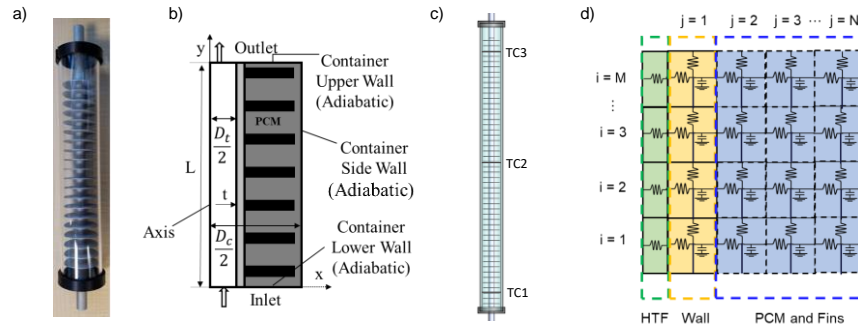 a)
b)
y
Outlet
Container
Upper Wall
(Adiabatic)
PCM
D_t
2
L
Container
Side Wall
(Adiabatic)
t
Axis
D_c
2
Container
Lower Wall
(Adiabatic)
x
Inlet
c)
TC3
TC2
TC1
d)
j = 1
j = 2
j = 3
⋯
j = N
i = M
⋮
i = 3
i = 2
i = 1
HTF
Wall
PCM and Fins